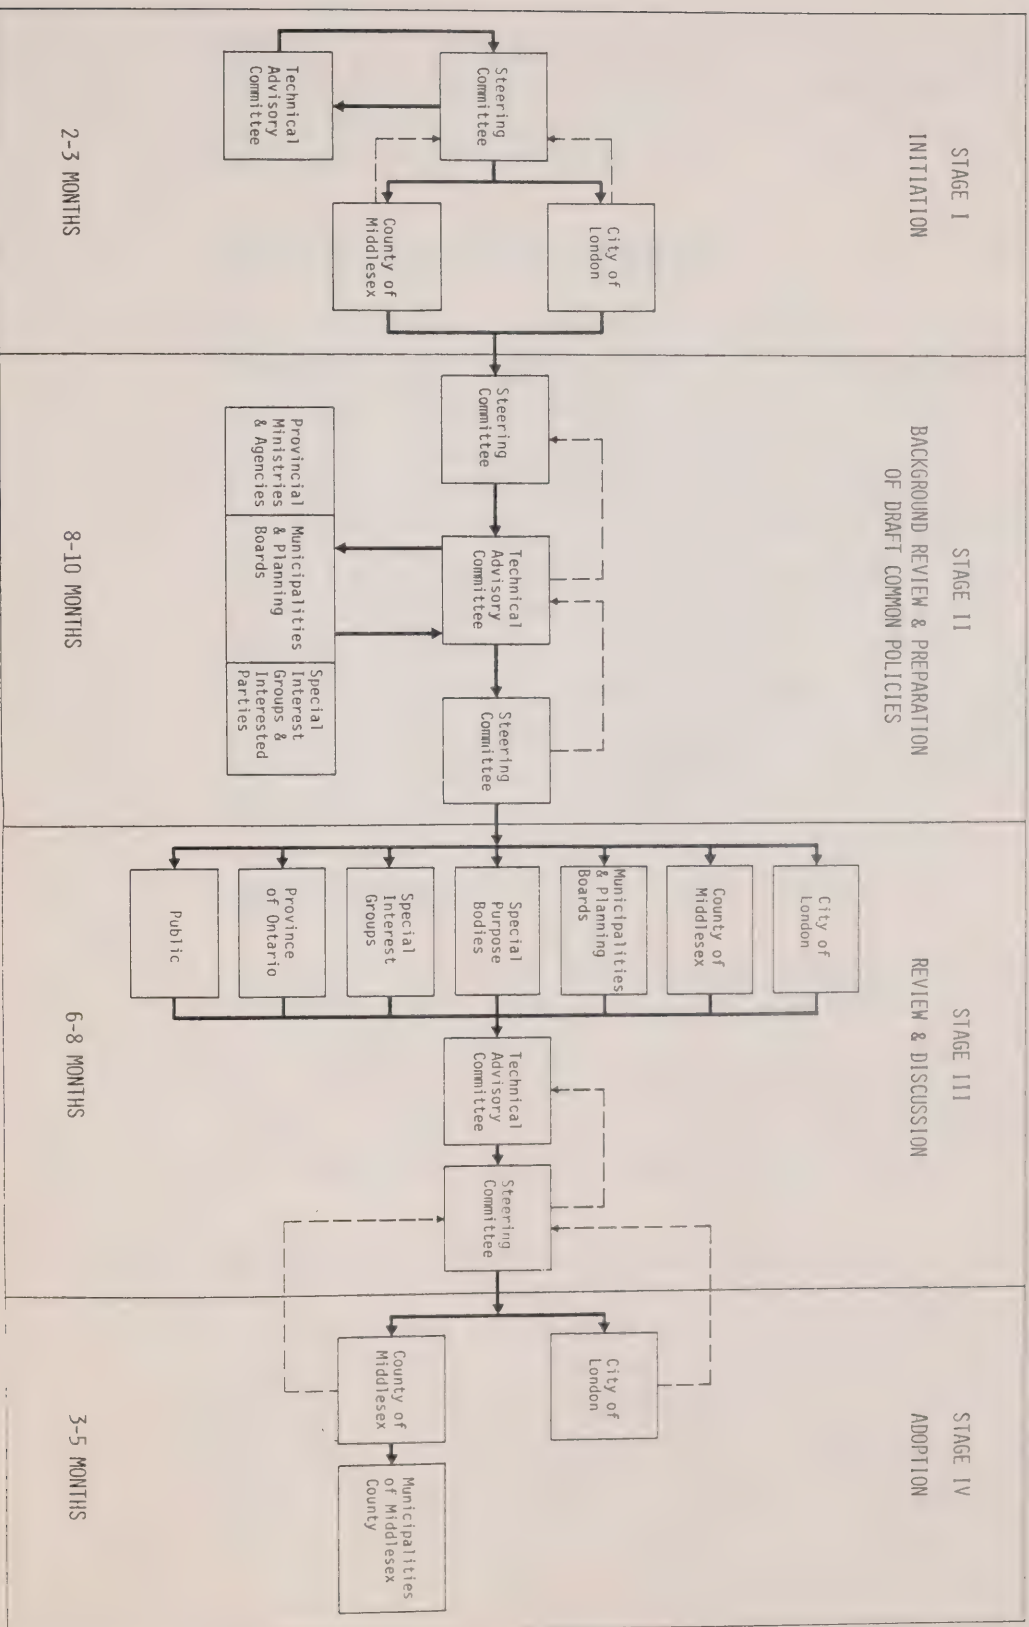 STAGE I
INITIATION
Steering
Committee
Technical
Advisory
Committee
City of
London
County of
Middlesex
2-3 MONTHS
STAGE II
BACKGROUND REVIEW & PREPARATION
OF DRAFT COMMON POLICIES
Steering
Committee
Technical
Advisory
Committee
Steering
Committee
Provincial
Ministries
& Agencies
Municipalities
& Planning
Boards
Special
Interest
Groups &
Interested
Parties
8-10 MONTHS
STAGE III
REVIEW & DISCUSSION
City of
London
County of
Middlesex
Municipalities
& Planning
Boards
Special
Purpose
Bodies
Special
Interest
Groups
Province
of Ontario
Public
Technical
Advisory
Committee
Steering
Committee
6-8 MONTHS
STAGE IV
ADOPTION
City of
London
County of
Middlesex
Municipalities
of Middlesex
County
3-5 MONTHS